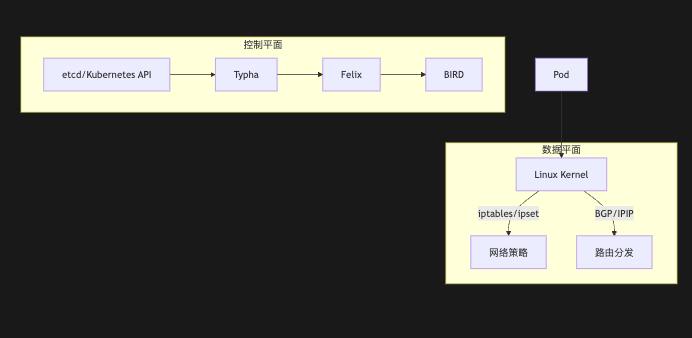 控制平面
etcd/Kubernetes API
Typha
Felix
BIRD
Pod
数据平面
Linux Kernel
iptables/ipset
BGP/IPIP
网络策略
路由分发